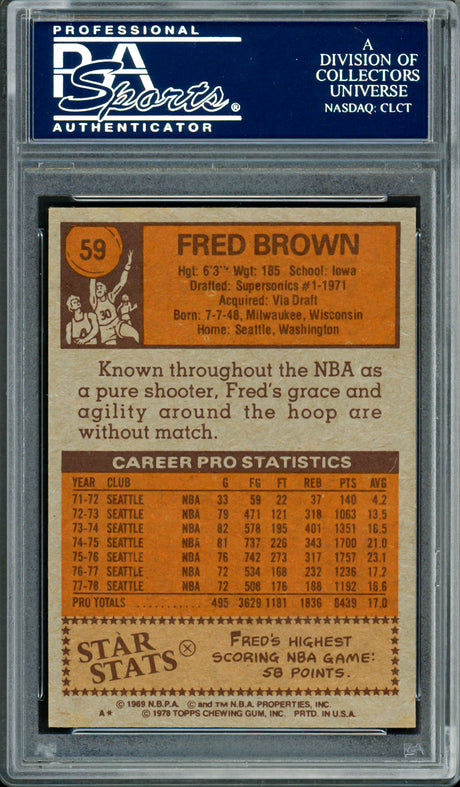 PROFESSIONAL
PSA
Sports®
AUTHENTICATOR
A
DIVISION OF
COLLECTORS
UNIVERSE
NASDAQ: CLCT
59
FRED BROWN
Hgt: 6'3" Wgt: 185 School: Iowa
Drafted: Supersonics #1-1971
Acquired: Via Draft
Born: 7-7-48, Milwaukee, Wisconsin
Home: Seattle, Washington
30
Known throughout the NBA as
a pure shooter, Fred's grace and
agility around the hoop are
without match.
CAREER PRO STATISTICS
YEAR CLUB G FG FT REB PTS AVG
71-72 SEATTLE NBA 33 59 22 37 140 4.2
72-73 SEATTLE NBA 79 471 121 318 1063 13.5
73-74 SEATTLE NBA 82 578 195 401 1351 16.5
74-75 SEATTLE NBA 81 737 226 343 1700 21.0
75-76 SEATTLE NBA 76 742 273 317 1757 23.1
76-77 SEATTLE NBA 72 534 168 232 1236 17.2
77-78 SEATTLE NBA 72 508 176 188 1192 16.6
PRO TOTALS ............ 495 3629 1181 1836 8439 17.0
STAR
STATS
FRED'S HIGHEST
SCORING NBA GAME:
58 POINTS.
© 1969 N.B.P.A. © and ™ N.B.A. PROPERTIES, INC.
A* © 1978 TOPPS CHEWING GUM, INC. PRTD. IN U.S.A.